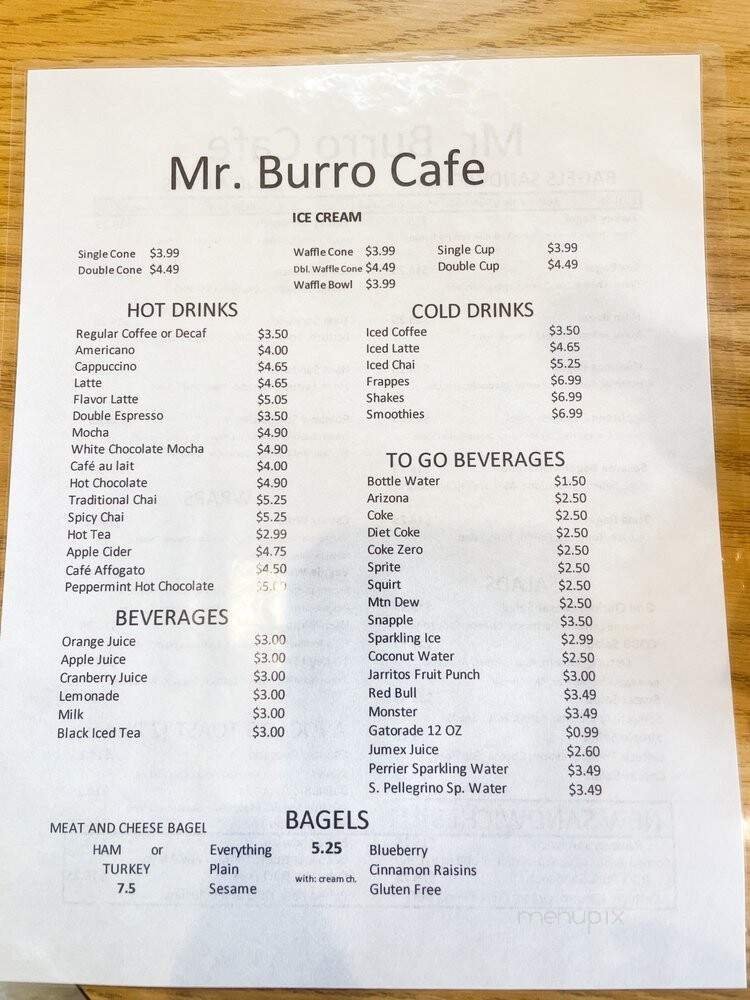 Mr. Burro Cafe
ICE CREAM
Single Cone $3.99
Double Cone $4.49
Waffle Cone $3.99
Dbl. Waffle Cone $4.49
Waffle Bowl $3.99
Single Cup $3.99
Double Cup $4.49
HOT DRINKS
Regular Coffee or Decaf $3.50
Americano $4.00
Cappuccino $4.65
Latte $4.65
Flavor Latte $5.05
Double Espresso $3.50
Mocha $4.90
White Chocolate Mocha $4.90
Café au lait $4.00
Hot Chocolate $4.90
Traditional Chai $5.25
Spicy Chai $5.25
Hot Tea $2.99
Apple Cider $4.75
Café Affogato $4.50
Peppermint Hot Chocolate
BEVERAGES
Orange Juice $3.00
Apple Juice $3.00
Cranberry Juice $3.00
Lemonade $3.00
Milk $3.00
Black Iced Tea $3.00
COLD DRINKS
Iced Coffee $3.50
Iced Latte $4.65
Iced Chai $5.25
Frappes $6.99
Shakes $6.99
Smoothies $6.99
TO GO BEVERAGES
Bottle Water $1.50
Arizona $2.50
Coke $2.50
Diet Coke $2.50
Coke Zero $2.50
Sprite $2.50
Squirt $2.50
Mtn Dew $2.50
Snapple $3.50
Sparkling Ice $2.99
Coconut Water $2.50
Jarritos Fruit Punch $3.00
Red Bull $3.49
Monster $3.49
Gatorade 12 OZ $0.99
Jumex Juice $2.60
Perrier Sparkling Water $3.49
S. Pellegrino Sp. Water $3.49
BAGELS
MEAT AND CHEESE BAGEL
HAM or
TURKEY
7.5
Everything
Plain
Sesame
5.25
with: cream ch.
Blueberry
Cinnamon Raisins
Gluten Free
menupix